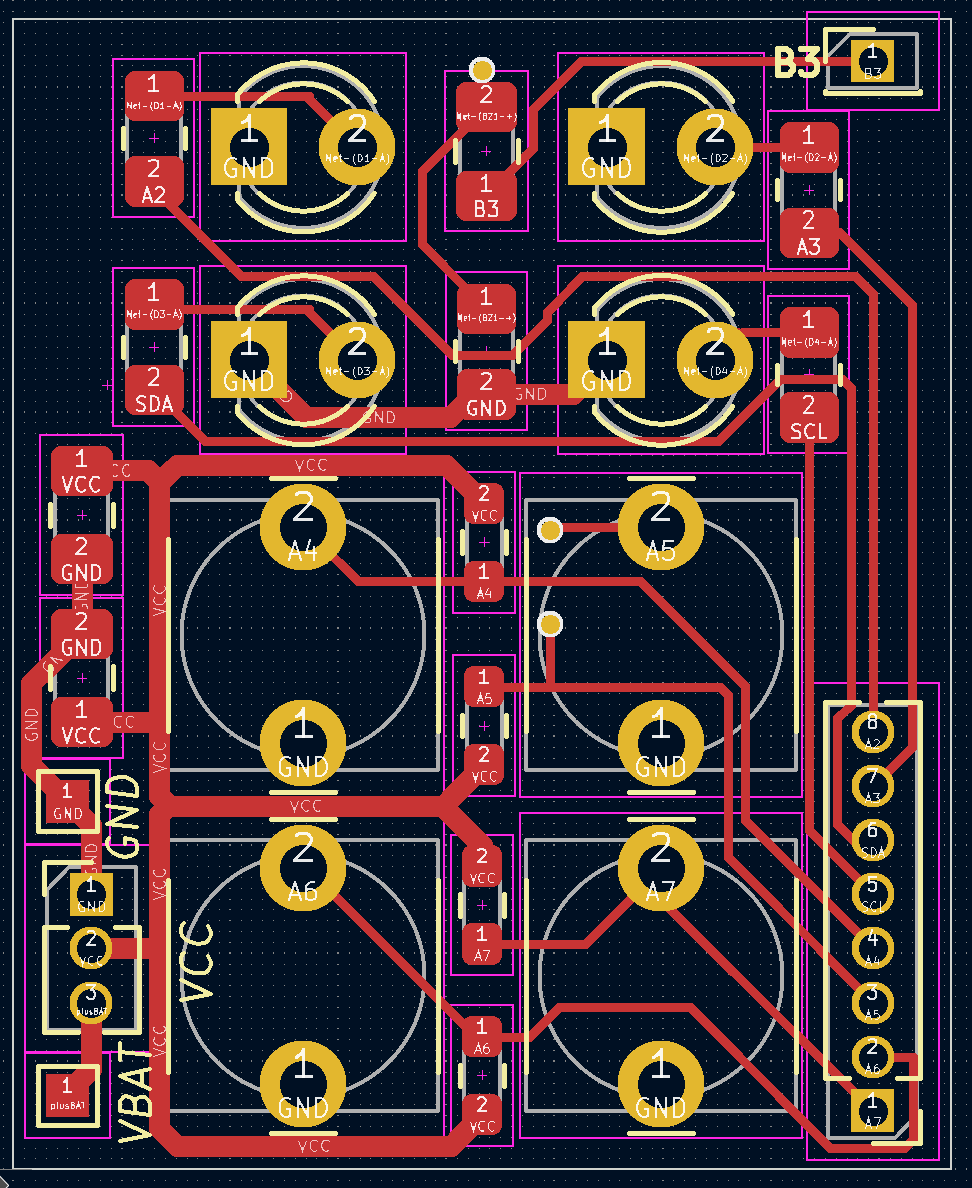 B3
1
B3
1
Net-(D1-A)
2
A2
1
GND
2
Net-(D1-A)
2
Net-(BZ1-+)
1
B3
1
GND
2
Net-(D2-A)
1
Net-(D2-A)
2
A3
1
Net-(D3-A)
2
SDA
1
GND
2
Net-(D3-A)
1
Net-(BZ1-+)
2
GND
GND
GND
1
GND
2
Net-(D4-A)
1
Net-(D4-A)
2
SCL
1
VCC
CC
2
GND
GND
2
GND
1
VCC
CC
GND
VCC
VCC
2
A4
1
GND
VCC
2
VCC
1
A4
2
A5
1
GND
1
A5
2
VCC
VCC
1
GND
GND
GND
1
GND
2
VCC
3
plusBAT
1
plusBAT
VBAT
VCC
VCC
VCC
2
A6
1
GND
VCC
2
VCC
1
A7
1
A6
2
VCC
2
A7
1
GND
8
A2
7
A3
6
SDA
5
SCL
4
A4
3
A5
2
A6
1
A7